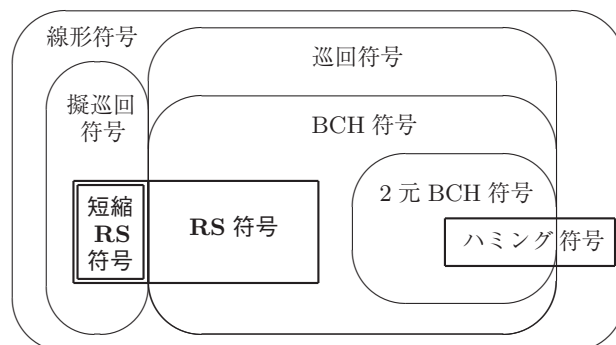 線形符号
巡回符号
擬巡回
符号
BCH 符号
2 元 BCH 符号
短縮
RS
符号
RS 符号
ハミング符号